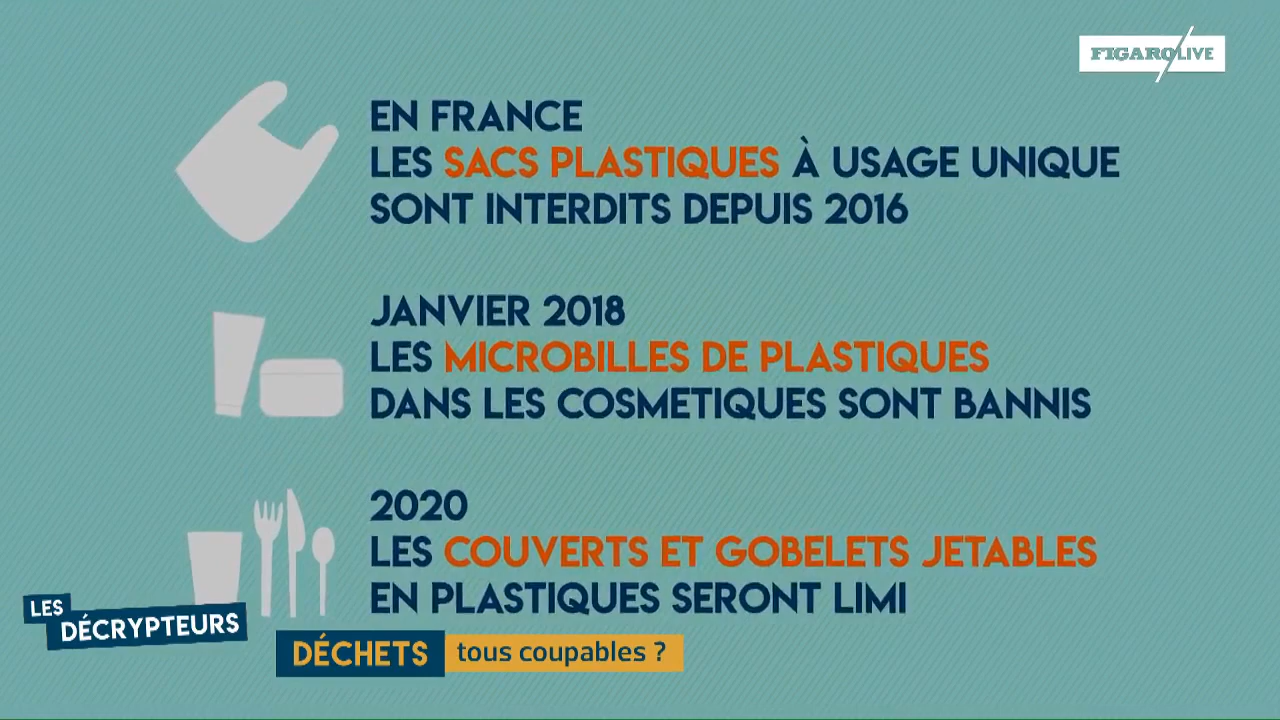 FIGARO LIVE
EN FRANCE
LES SACS PLASTIQUES À USAGE UNIQUE
SONT INTERDITS DEPUIS 2016
JANVIER 2018
LES MICROBILLES DE PLASTIQUES
DANS LES COSMETIQUES SONT BANNIS
2020
LES COUVERTS ET GOBELETS JETABLES
EN PLASTIQUES SERONT LIMI
LES
DÉCRYPTEURS
DÉCHETS tous coupables ?